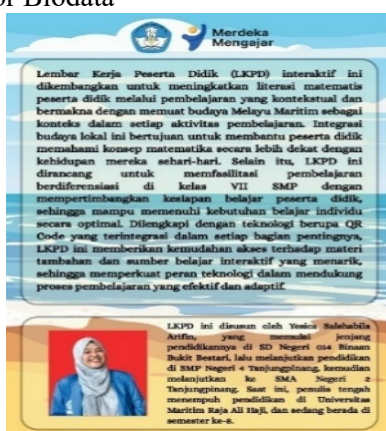 or Biodata
Merdeka
Mengajar
Lembar Kerja Peserta Didik (LKPD) interaktif ini
dikembangkan untuk meningkatkan literasi matematis
peserta didik melalui pembelajaran yang kontekstual dan
bermakna dengan memuat budaya Melayu Maritim sebagai
konteks dalam setiap aktivitas pembelajaran. Integrasi
budaya lokal ini bertujuan untuk membantu peserta didik
memahami konsep matematika secara lebih dekat dengan
kehidupan mereka sehari-hari. Selain itu, LKPD ini
dirancang untuk memfasilitasi pembelajaran
berdiferensiasi di kelas VII SMP dengan
mempertimbangkan kesiapan belajar peserta didik,
sehingga mampu memenuhi kebutuhan belajar individu
secara optimal. Dilengkapi dengan teknologi berupa QR
Code yang terintegrasi dalam setiap bagian pentingnya,
LKPD ini memberikan kemudahan akses terhadap materi
tambahan dan sumber belajar interaktif yang menarik,
sehingga memperkuat peran teknologi dalam mendukung
proses pembelajaran yang efektif dan adaptif.
LKPD ini disusun oleh Yesica Salshabila
Arifin, yang memulai jenjang
pendidikannya di SD Negeri 014 Binaan
Bukit Bestari, lalu melanjutkan pendidikan
di SMP Negeri 4 Tanjungpinang, kemudian
melanjutkan ke SMA Negeri 2
Tanjungpinang. Saat ini, penulis tengah
menempuh pendidikan di Universitas
Maritim Raja Ali Haji, dan sedang berada di
semester ke-8.